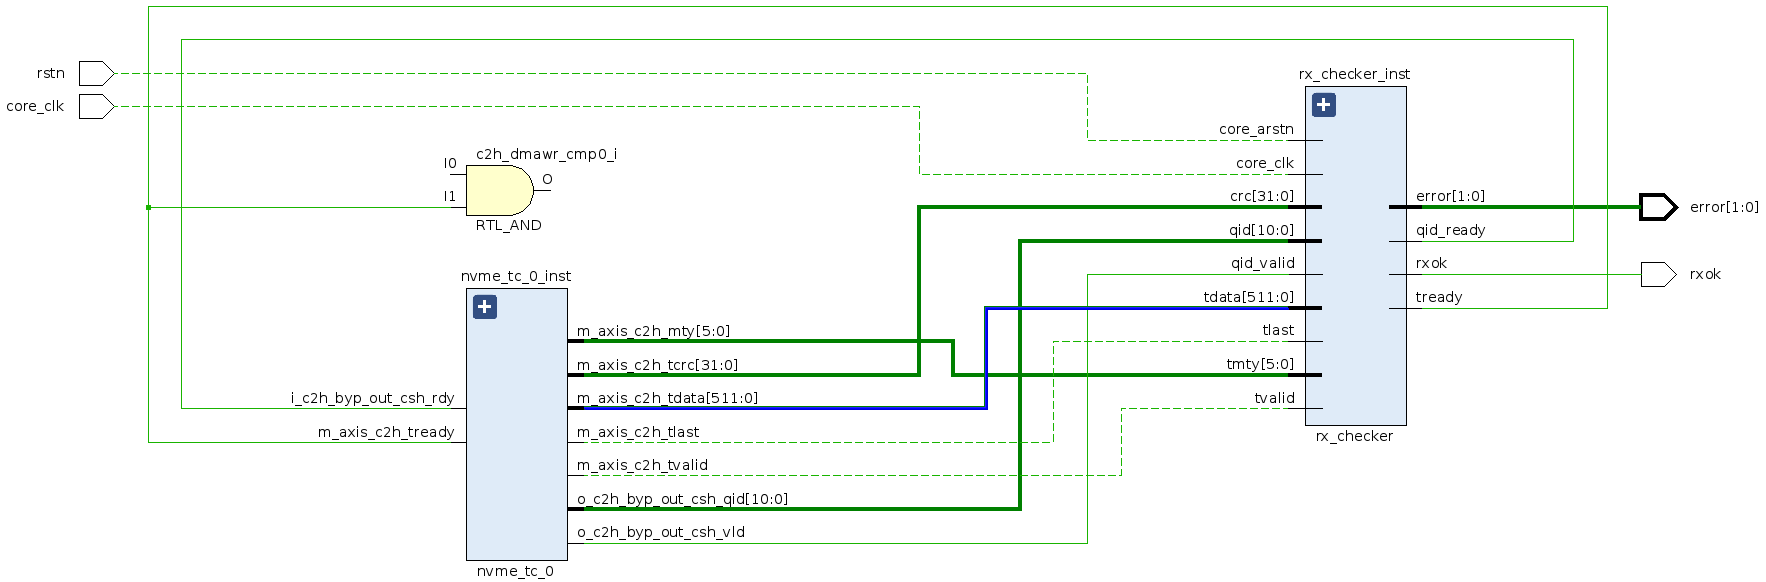 rstn
core_clk
c2h_dmawr_cmp0_i
I0
I1
O
RTL_AND
nvme_tc_0_inst
i_c2h_byp_out_csh_rdy
m_axis_c2h_tready
m_axis_c2h_mty[5:0]
m_axis_c2h_tcrc[31:0]
m_axis_c2h_tdata[511:0]
m_axis_c2h_tlast
m_axis_c2h_tvalid
o_c2h_byp_out_csh_qid[10:0]
o_c2h_byp_out_csh_vld
nvme_tc_0
rx_checker_inst
core_arstn
core_clk
crc[31:0]
qid[10:0]
qid_valid
tdata[511:0]
tlast
tmty[5:0]
tvalid
error[1:0]
qid_ready
rxok
tready
rx_checker
error[1:0]
rxok